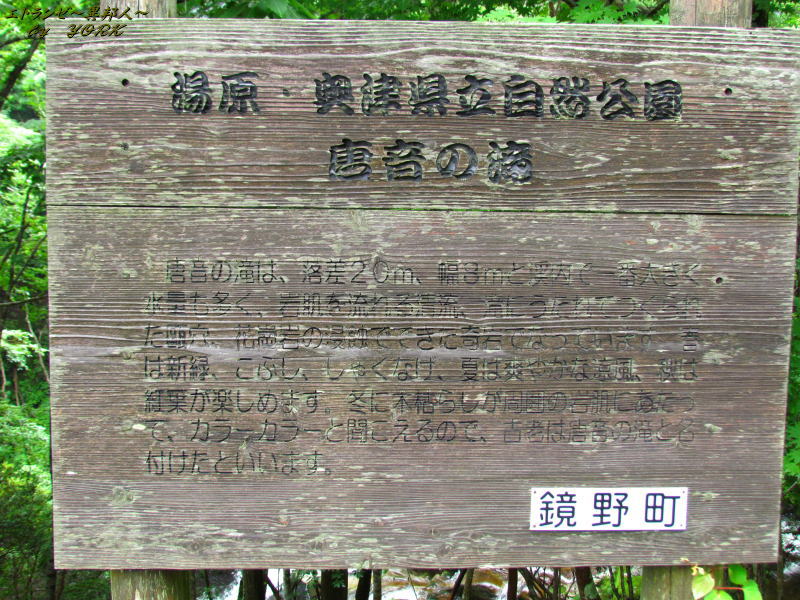 エトランゼ~異邦人~
by YORK
湯原・奥津県立自然公園
唐音の滝
唐音の滝は、落差20m、幅8mと渓内で一番大きく
水量も多く、岩肌を流れる清流、常にうたれてつくられ
た甌穴、花崗岩の浸蝕でできた奇岩でなっています。春
は新緑、こぶし、しゃくなげ、夏は爽やかな涼風、秋は
紅葉が楽しめます。冬に木枯らしが周囲の岩肌にあたっ
て、カラーカラーと聞こえるので、古老は唐音の滝と名
付けたといいます。
鏡野町